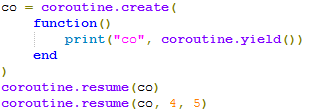 co = coroutine.create(
    function()
        print("co", coroutine.yield())
    end
)
coroutine.resume(co)
coroutine.resume(co, 4, 5)